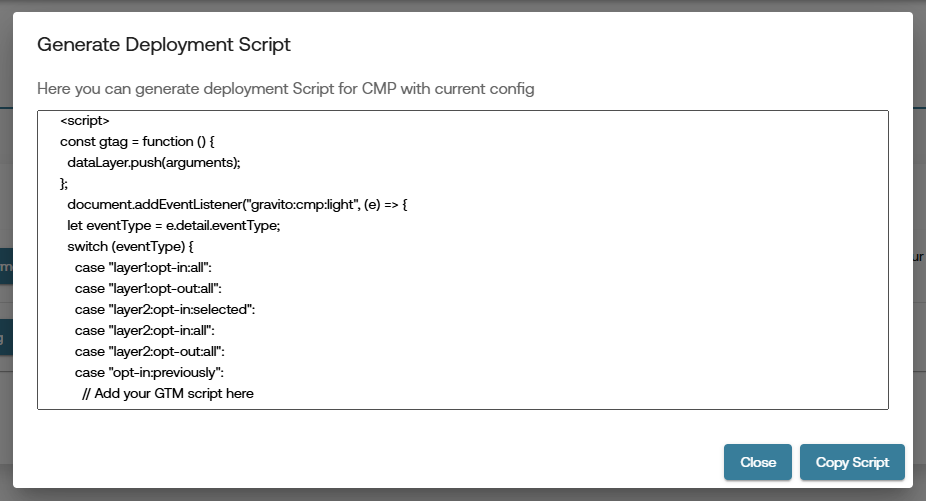 Generate Deployment Script
Here you can generate deployment Script for CMP with current config
<script>
const gtag = function () {
dataLayer.push(arguments);
};
document.addEventListener("gravito:cmp:light", (e) => {
let eventType = e.detail.eventType;
switch (eventType) {
case "layer1:opt-in:all":
case "layer1:opt-out:all":
case "layer2:opt-in:selected":
case "layer2:opt-in:all":
case "layer2:opt-out:all":
case "opt-in:previously":
// Add your GTM script here
Close
Copy Script